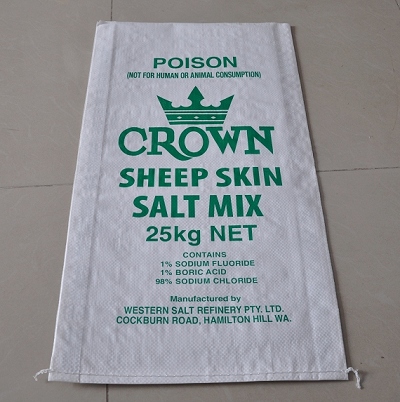 POISON
(NOT FOR HUMAN OR ANIMAL CONSUMPTION)
CROWN
SHEEP SKIN
SALT MIX
25kg NET
CONTAINS
1% SODIUM FLUORIDE
1% BORIC ACID
98% SODIUM CHLORIDE
Manufactured by
WESTERN SALT REFINERY PTY. LTD.
COCKBURN ROAD, HAMILTON HILL WA.